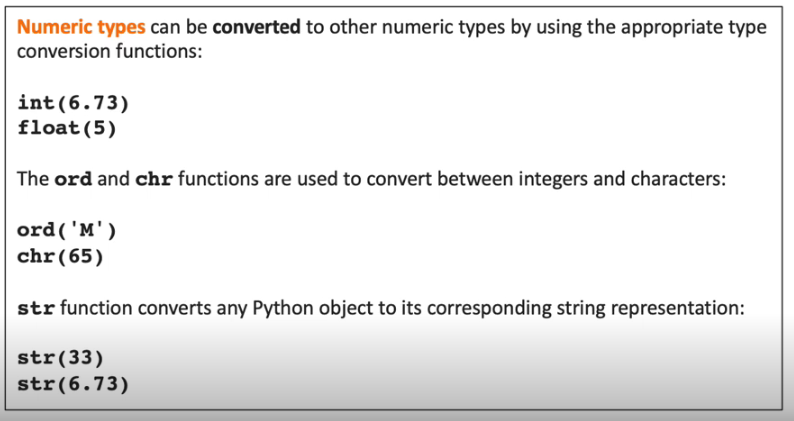 Numeric types can be converted to other numeric types by using the appropriate type
conversion functions:
int(6.73)
float(5)
The ord and chr functions are used to convert between integers and characters:
ord('M')
chr(65)
str function converts any Python object to its corresponding string representation:
str(33)
str(6.73)